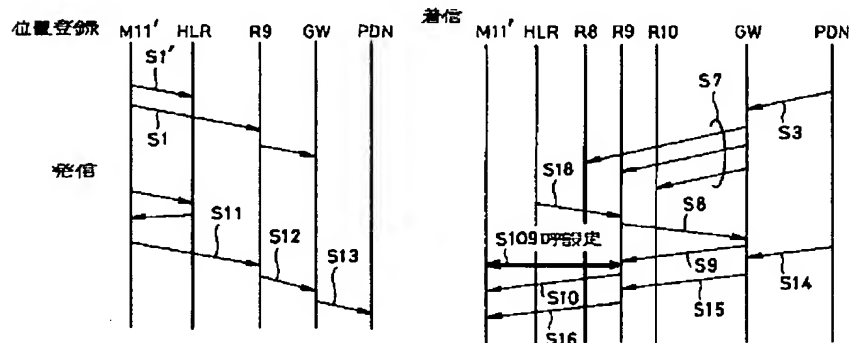 位置登録
M11' HLR R9 GW PDN
S1'
S1
発信
S11
S12
S13
着信
M11' HLR R8 R9 R10 GW PDN
S7
S3
S18
S8
S109 呼設定
S9
S14
S10
S15
S16